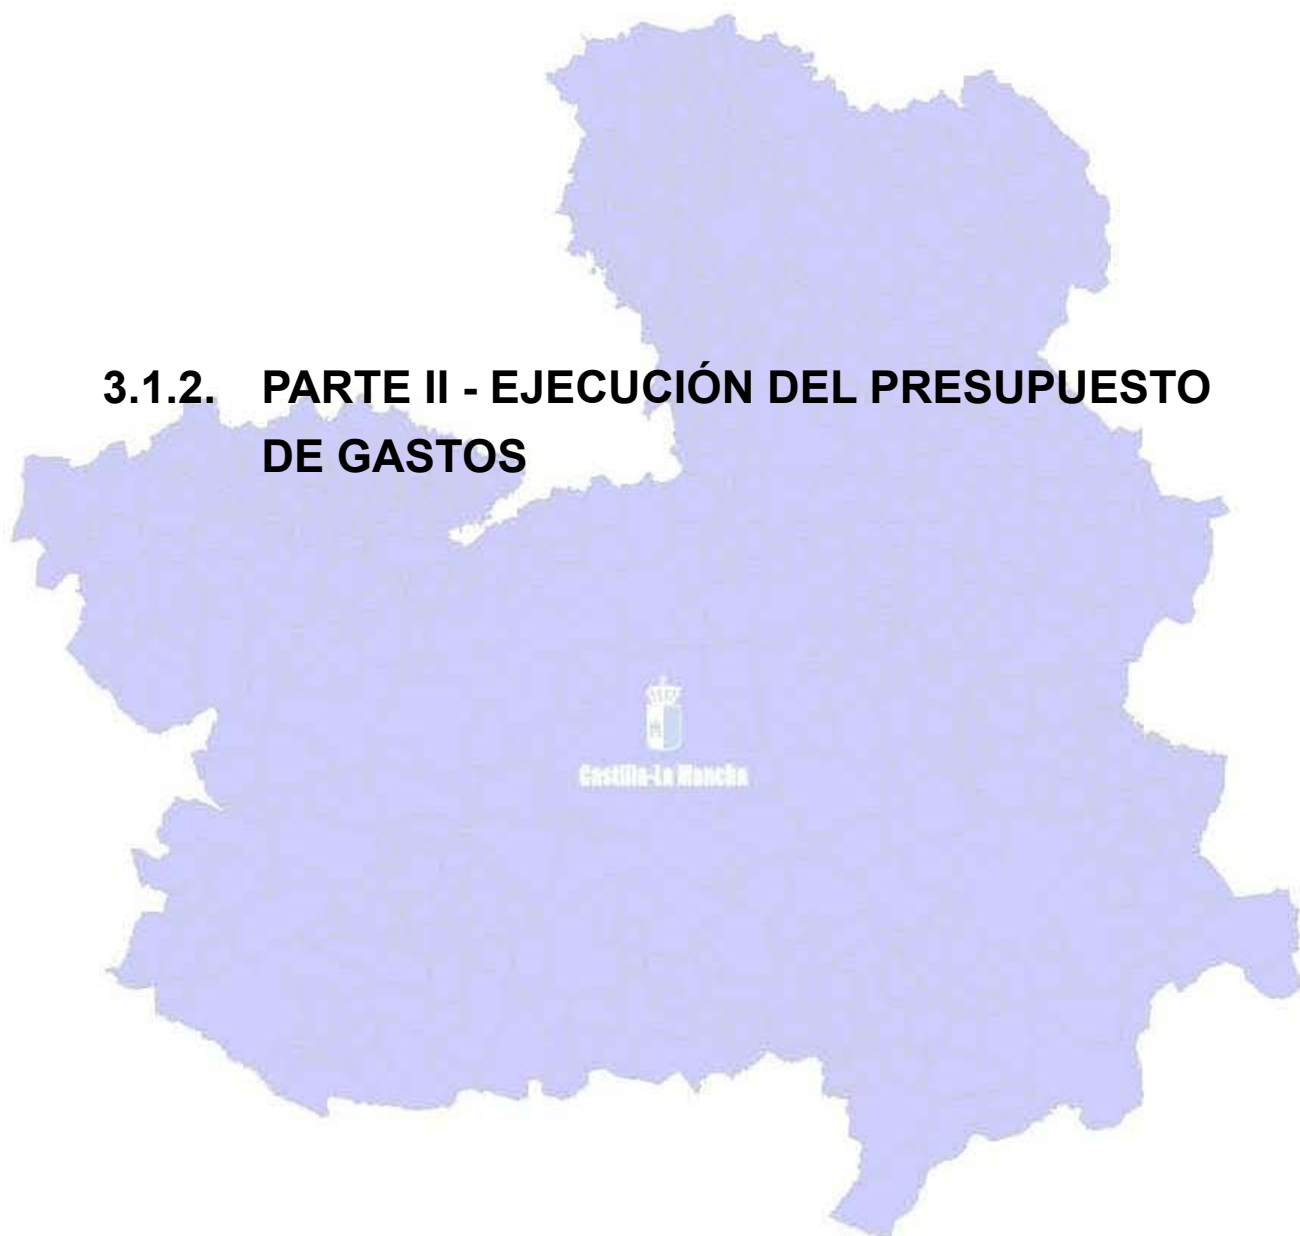 3.1.2. PARTE II - EJECUCIÓN DEL PRESUPUESTO
DE GASTOS
Castilla-La Mancha